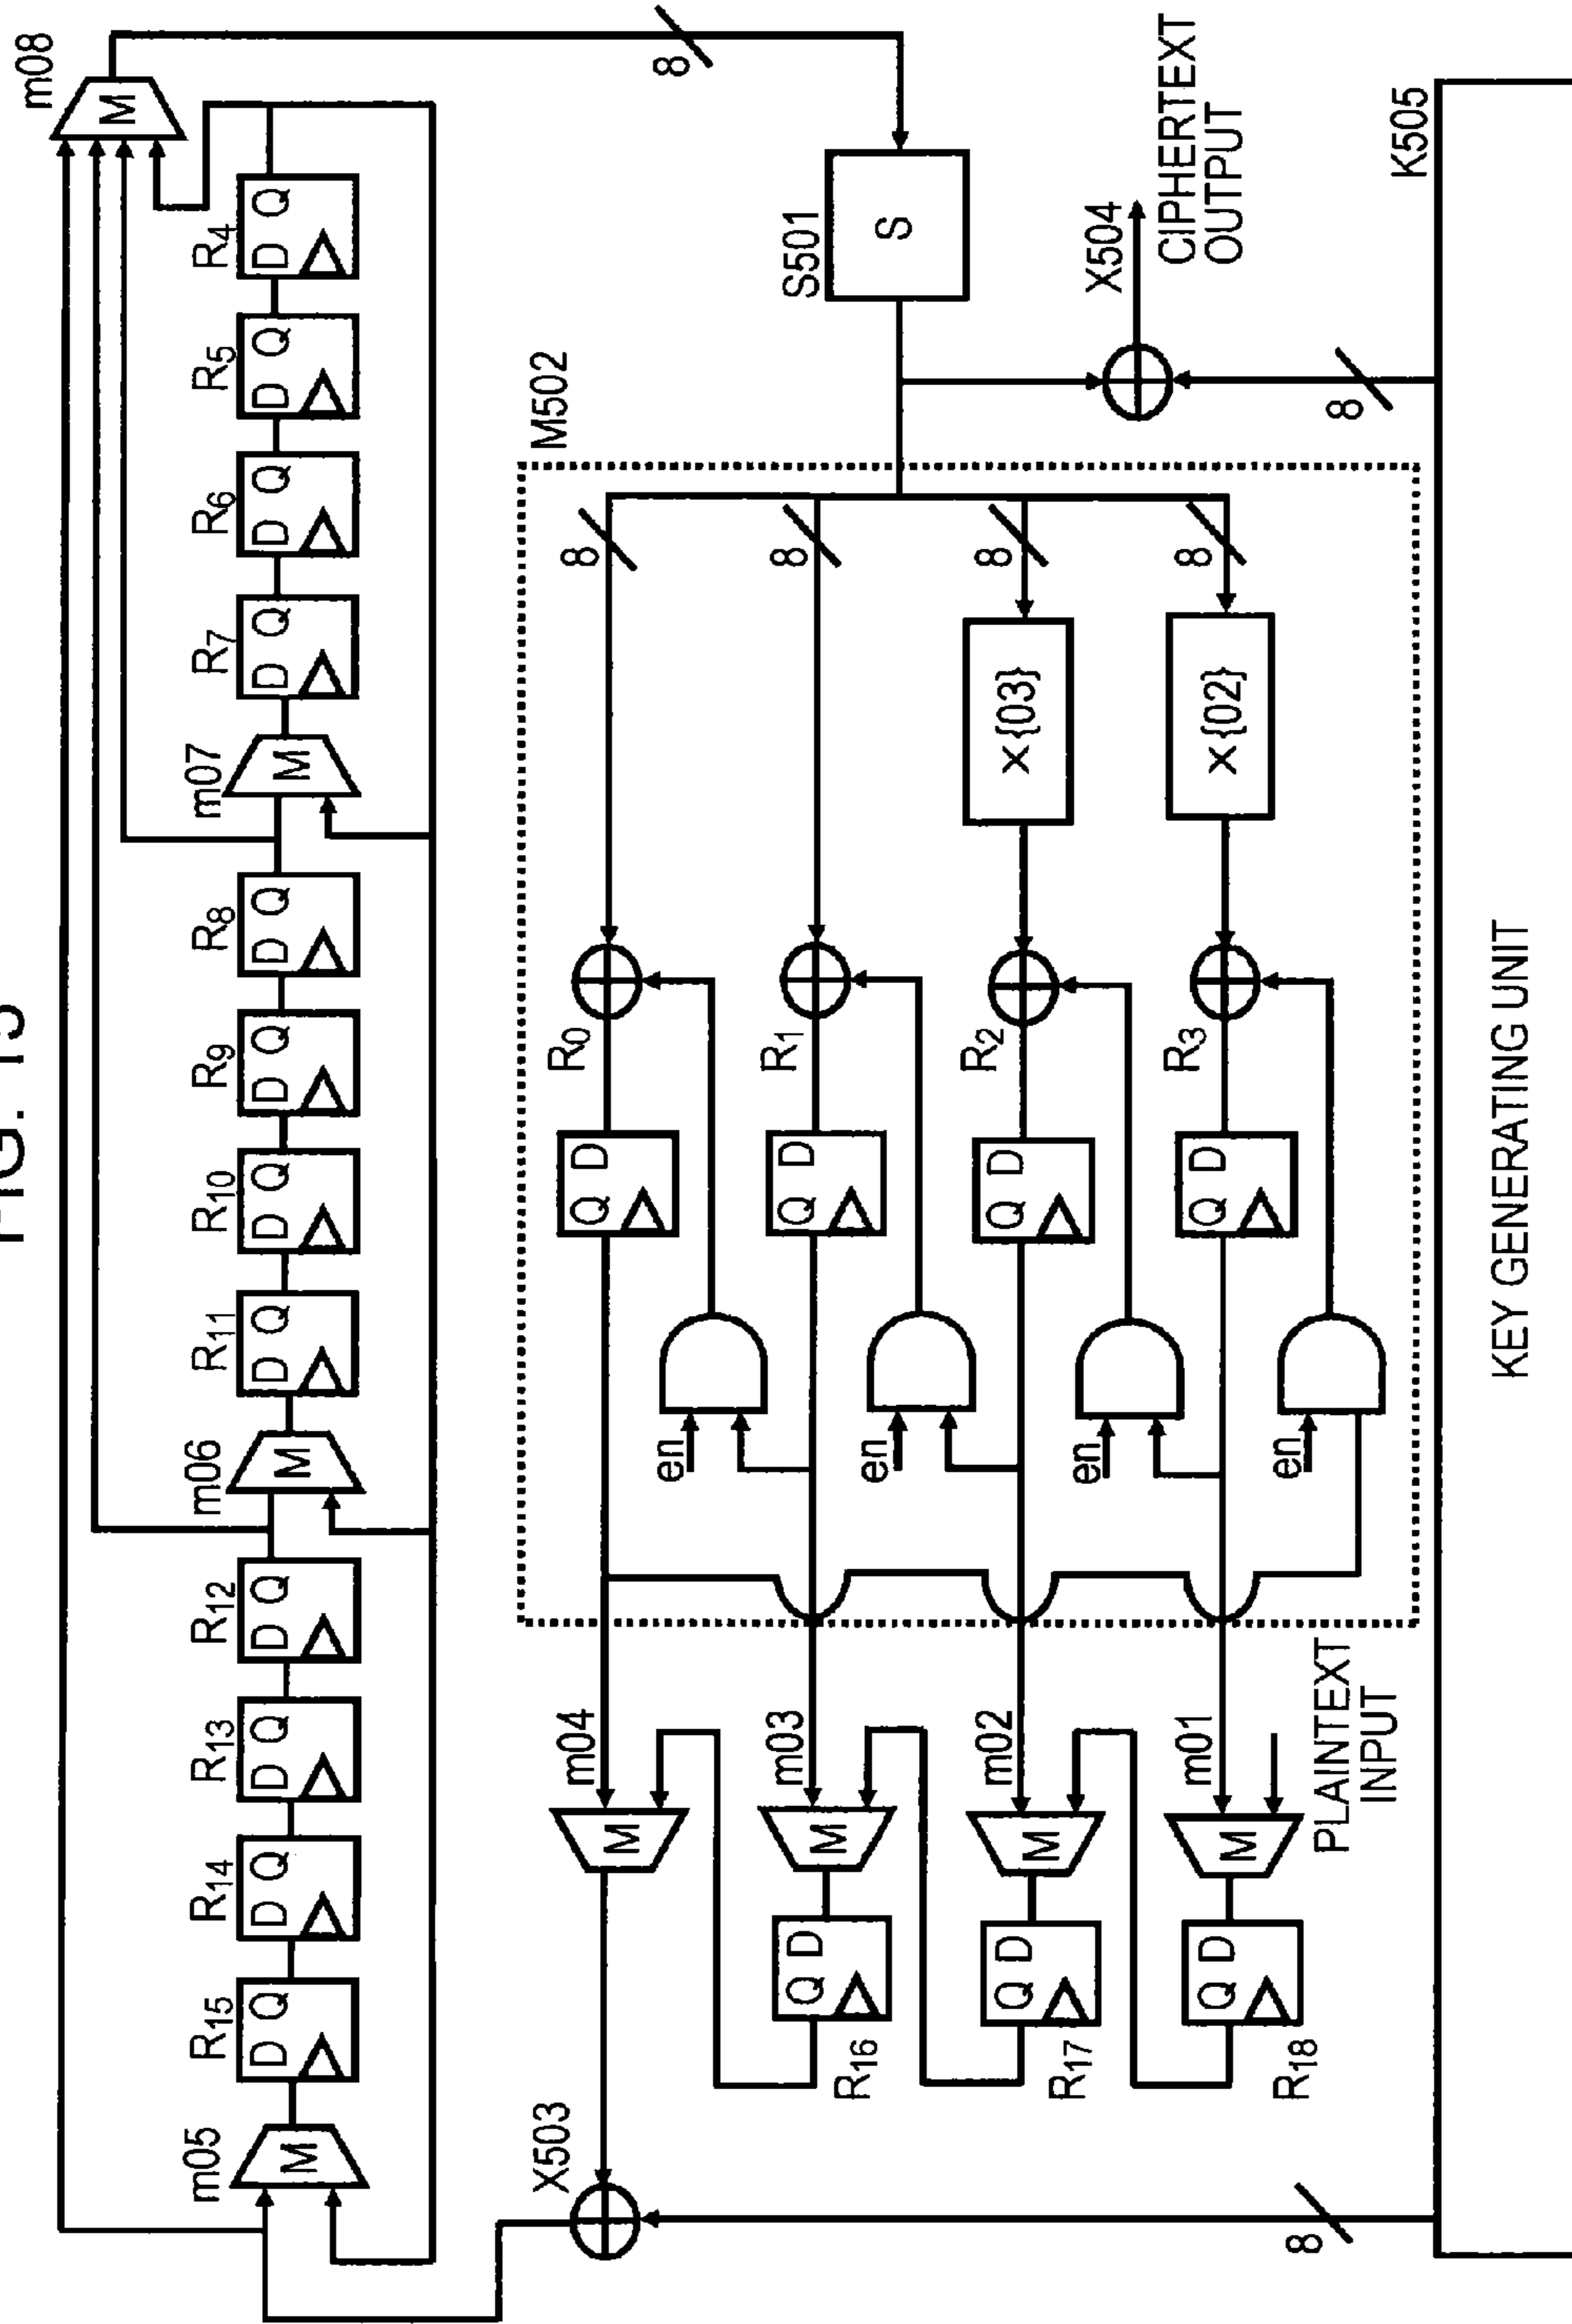 FIG.
m08
m05
R15
R14
R13
R12
m06
R11
R10
R9
R8
m07
R7
R6
R5
R4
M
D Q
D Q
D Q
D Q
M
D Q
D Q
D Q
D Q
M
D Q
D Q
D Q
D Q
M
8
X503
m04
R0
M502
M
Q D
8
S501
S
en
m03
R1
R16
Q D
M
Q D
8
X504
CIPHERTEXT
OUTPUT
en
m02
R2
R17
Q D
M
Q D
×{03}
8
en
m01
R3
R18
Q D
M
Q D
×{02}
8
en
PLAINTEXT
INPUT
8
8
K505
KEY GENERATING UNIT